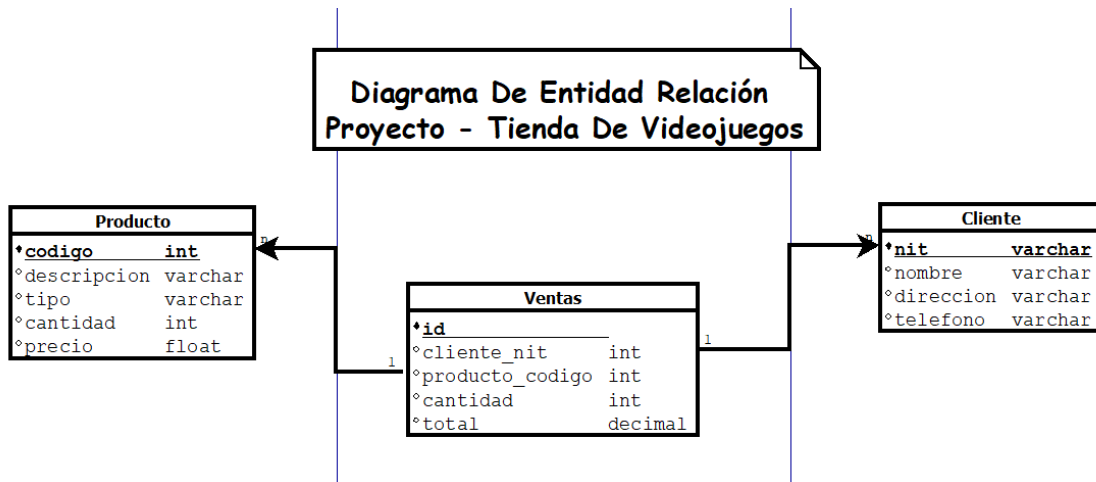 Diagrama De Entidad Relación
Proyecto - Tienda De Videojuegos
Producto
codigo int
descripcion varchar
tipo varchar
cantidad int
precio float
n
1
Ventas
id
cliente_nit int
producto_codigo int
cantidad int
total decimal
1
n
Cliente
nit varchar
nombre varchar
direccion varchar
telefono varchar